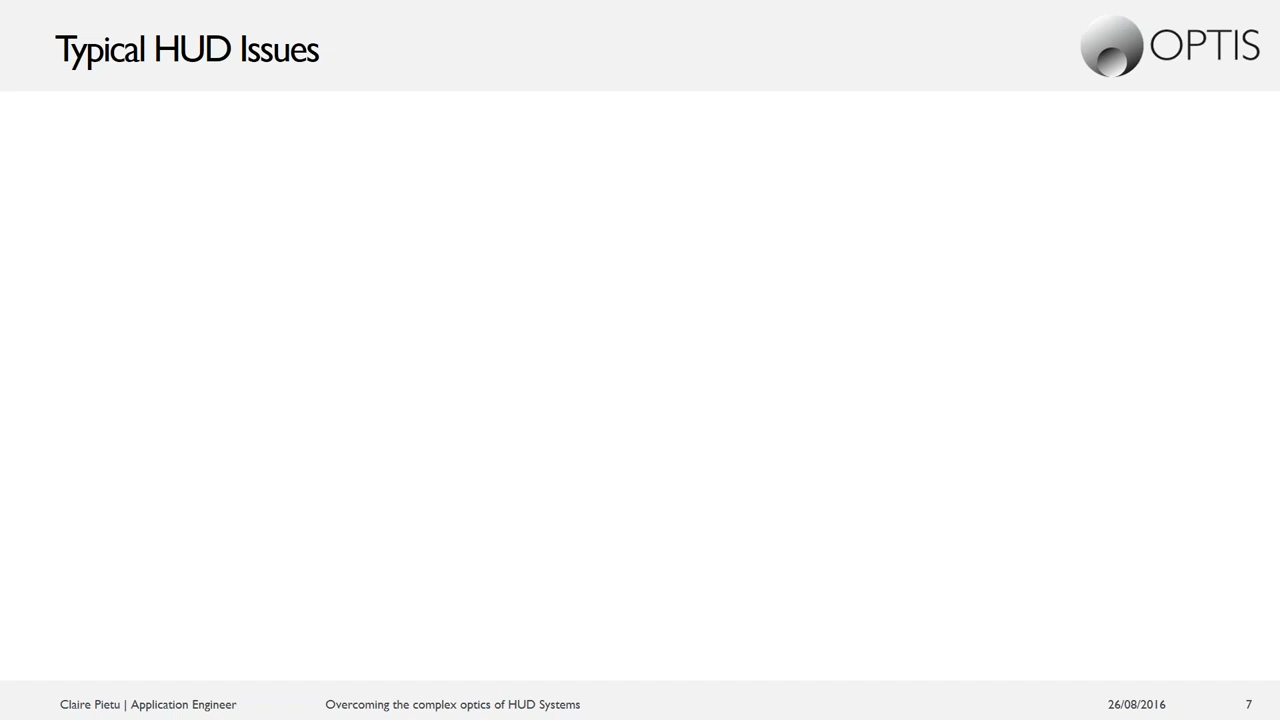 Typical HUD Issues
OPTIS
Claire Pietu | Application Engineer
Overcoming the complex optics of HUD Systems
26/08/2016
7